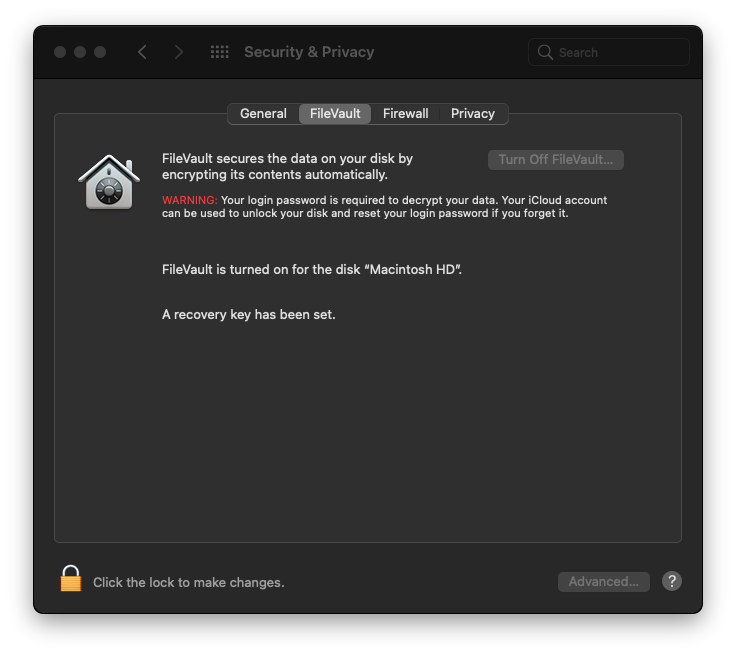 Security & Privacy
Search
General
FileVault
Firewall
Privacy
FileVault secures the data on your disk by
encrypting its contents automatically.
Turn Off FileVault...
WARNING: Your login password is required to decrypt your data. Your iCloud account
can be used to unlock your disk and reset your login password if you forget it.
FileVault is turned on for the disk “Macintosh HD”.
A recovery key has been set.
Click the lock to make changes.
Advanced...
?